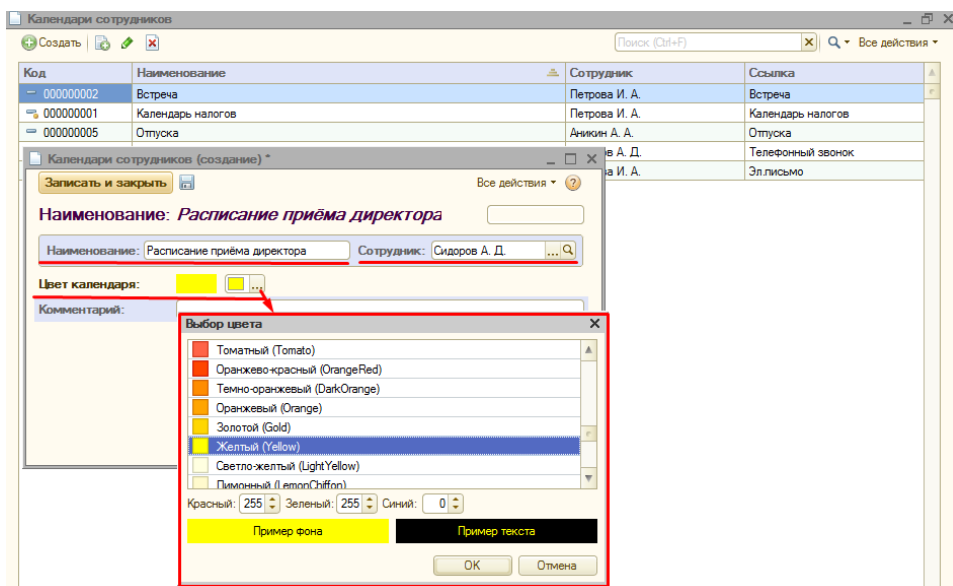 Календари сотрудников
Создать Поиск (Ctrl+F) Все действия
Код Наименование Сотрудник Ссылка
000000002 Встреча Петрова И. А. Встреча
000000001 Календарь налогов Петрова И. А. Календарь налогов
000000005 Отпуска Аникин А. А. Отпуска
в А. Д. Телефонный звонок
а И. А. Эл.письмо
Календари сотрудников (создание) *
Записать и закрыть Все действия ?
Наименование: Расписание приёма директора
Наименование: Расписание приёма директора Сотрудник: Сидоров А. Д. ...
Цвет календаря: ...
Комментарий:
Выбор цвета
Томатный (Tomato)
Оранжево-красный (OrangeRed)
Темно-оранжевый (DarkOrange)
Оранжевый (Orange)
Золотой (Gold)
Желтый (Yellow)
Светло-желтый (LightYellow)
Лимонный (LemonChiffon)
Красный: 255 Зеленый: 255 Синий: 0
Пример фона Пример текста
OK Отмена